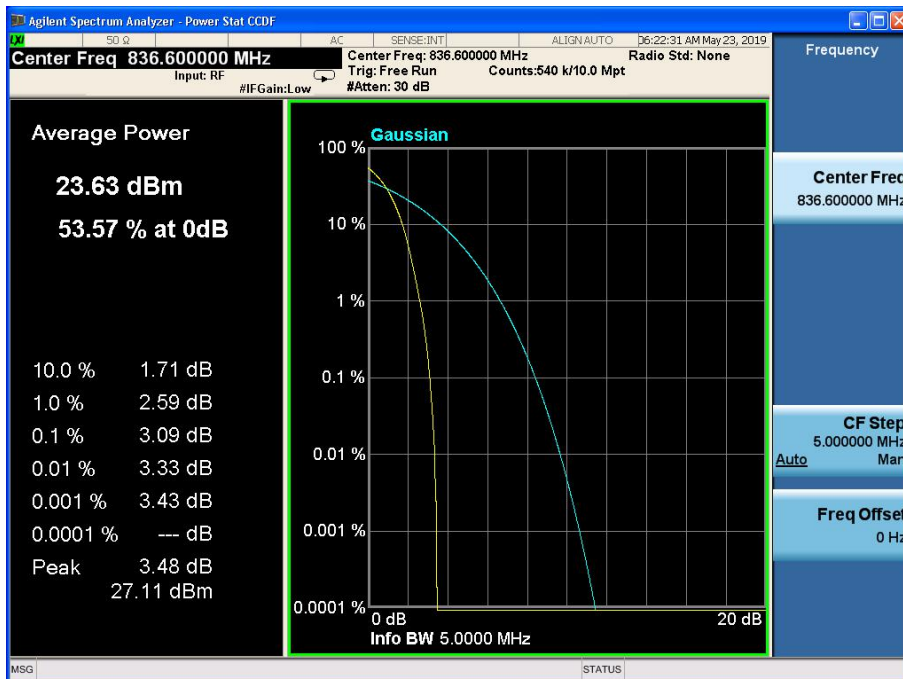 Agilent Spectrum Analyzer - Power Stat CCDF
LXI 50 Ω AC SENSE:INT ALIGN AUTO 06:22:31 AM May 23, 2019
Center Freq 836.600000 MHz
Input: RF
#IFGain:Low
Center Freq: 836.600000 MHz Radio Std: None
Trig: Free Run Counts:540 k/10.0 Mpt
#Atten: 30 dB
Average Power
23.63 dBm
53.57 % at 0dB
10.0 % 1.71 dB
1.0 % 2.59 dB
0.1 % 3.09 dB
0.01 % 3.33 dB
0.001 % 3.43 dB
0.0001 % --- dB
Peak 3.48 dB
27.11 dBm
Gaussian
100 %
10 %
1 %
0.1 %
0.01 %
0.001 %
0.0001 %
0 dB 20 dB
Info BW 5.0000 MHz
Frequency
Center Freq
836.600000 MHz
CF Step
5.000000 MHz
Auto Man
Freq Offset
0 Hz
MSG STATUS